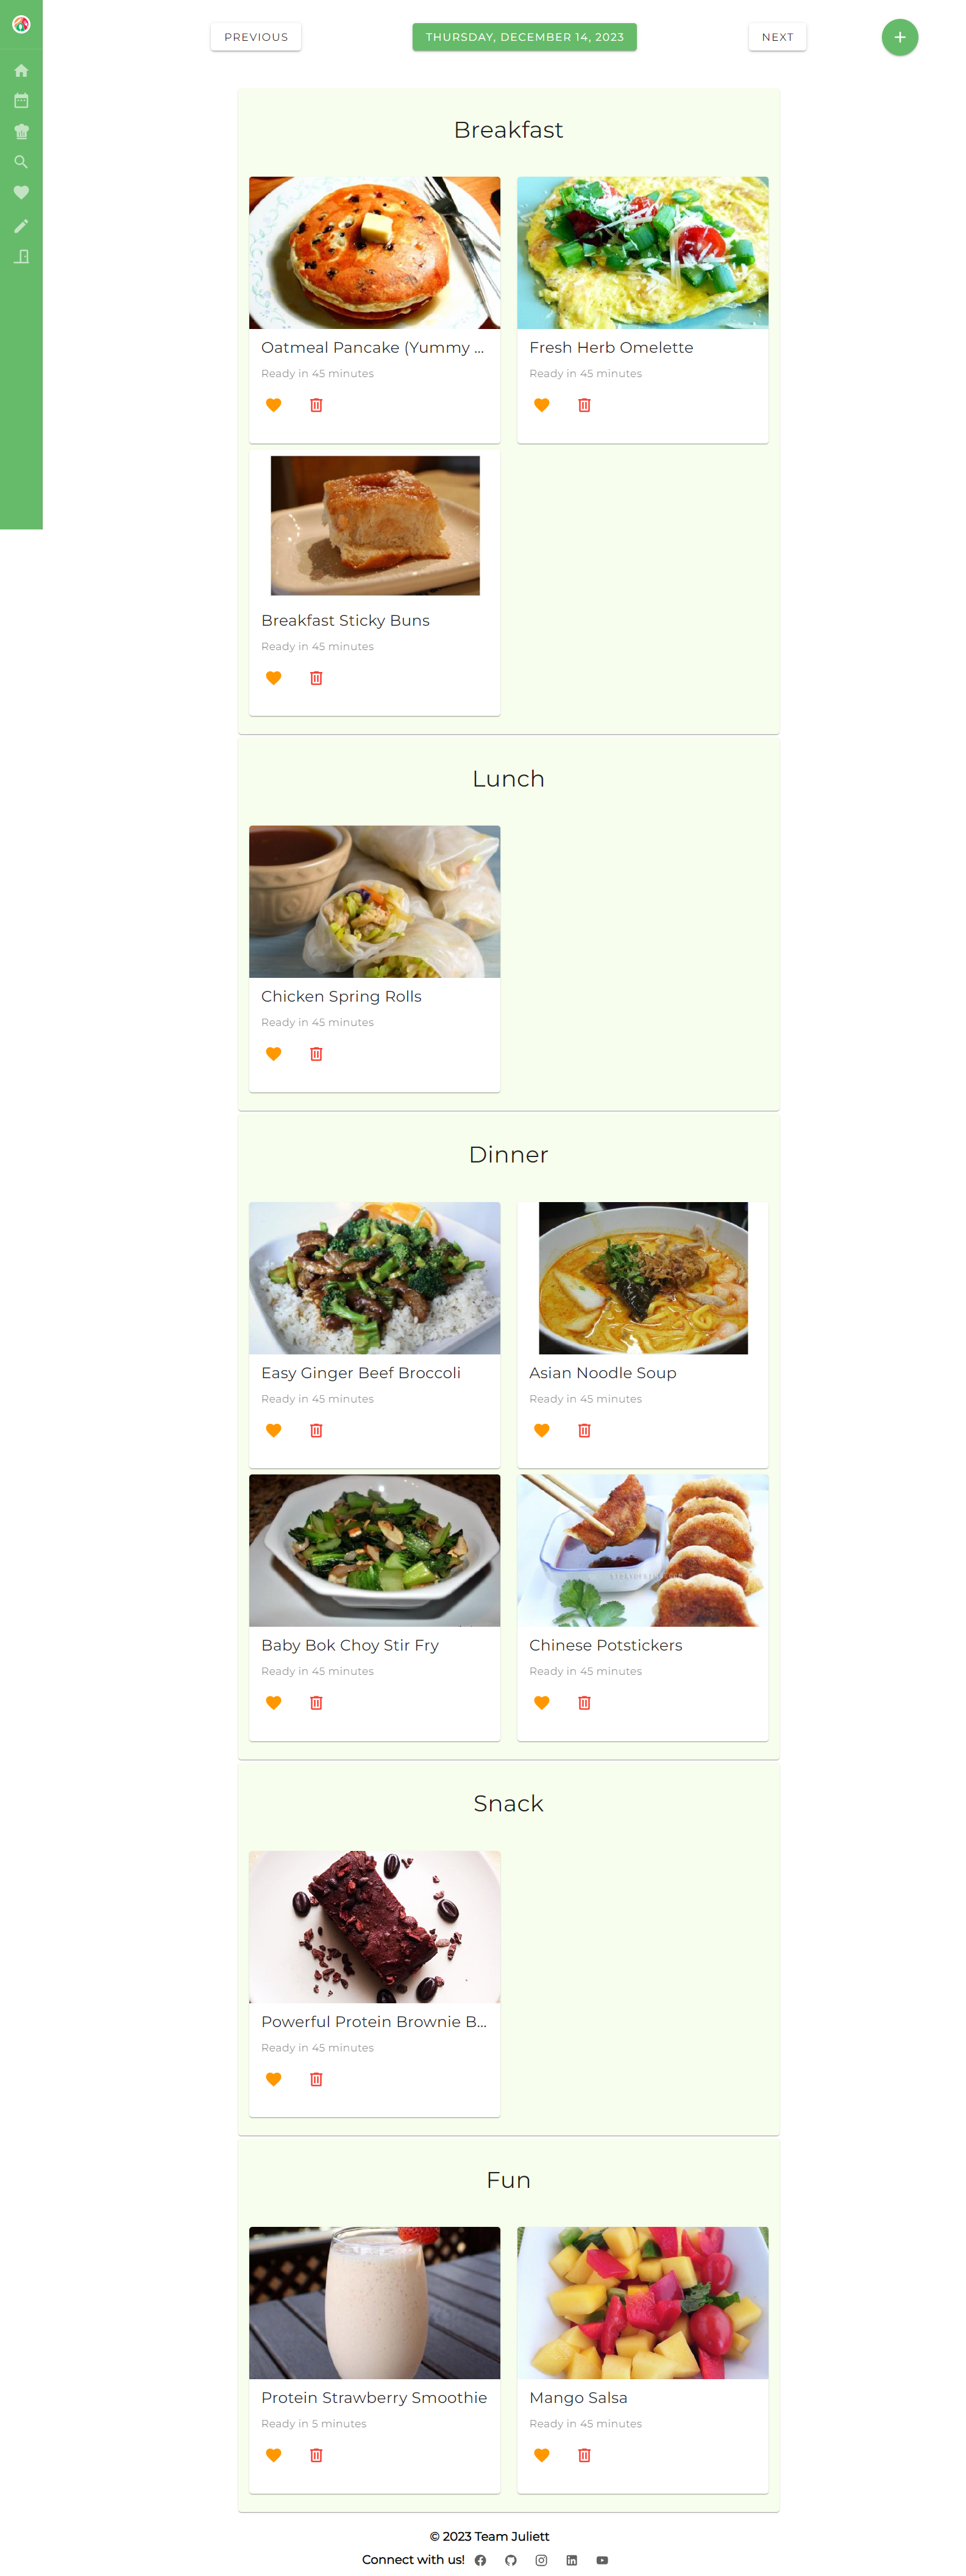 PREVIOUS
THURSDAY, DECEMBER 14, 2023
NEXT
Breakfast
Oatmeal Pancake (Yummy ...
Ready in 45 minutes
Fresh Herb Omelette
Ready in 45 minutes
Breakfast Sticky Buns
Ready in 45 minutes
Lunch
Chicken Spring Rolls
Ready in 45 minutes
Dinner
Easy Ginger Beef Broccoli
Ready in 45 minutes
Asian Noodle Soup
Ready in 45 minutes
Baby Bok Choy Stir Fry
Ready in 45 minutes
Chinese Potstickers
Ready in 45 minutes
Snack
Powerful Protein Brownie B...
Ready in 45 minutes
Fun
Protein Strawberry Smoothie
Ready in 5 minutes
Mango Salsa
Ready in 45 minutes
© 2023 Team Juliett
Connect with us!